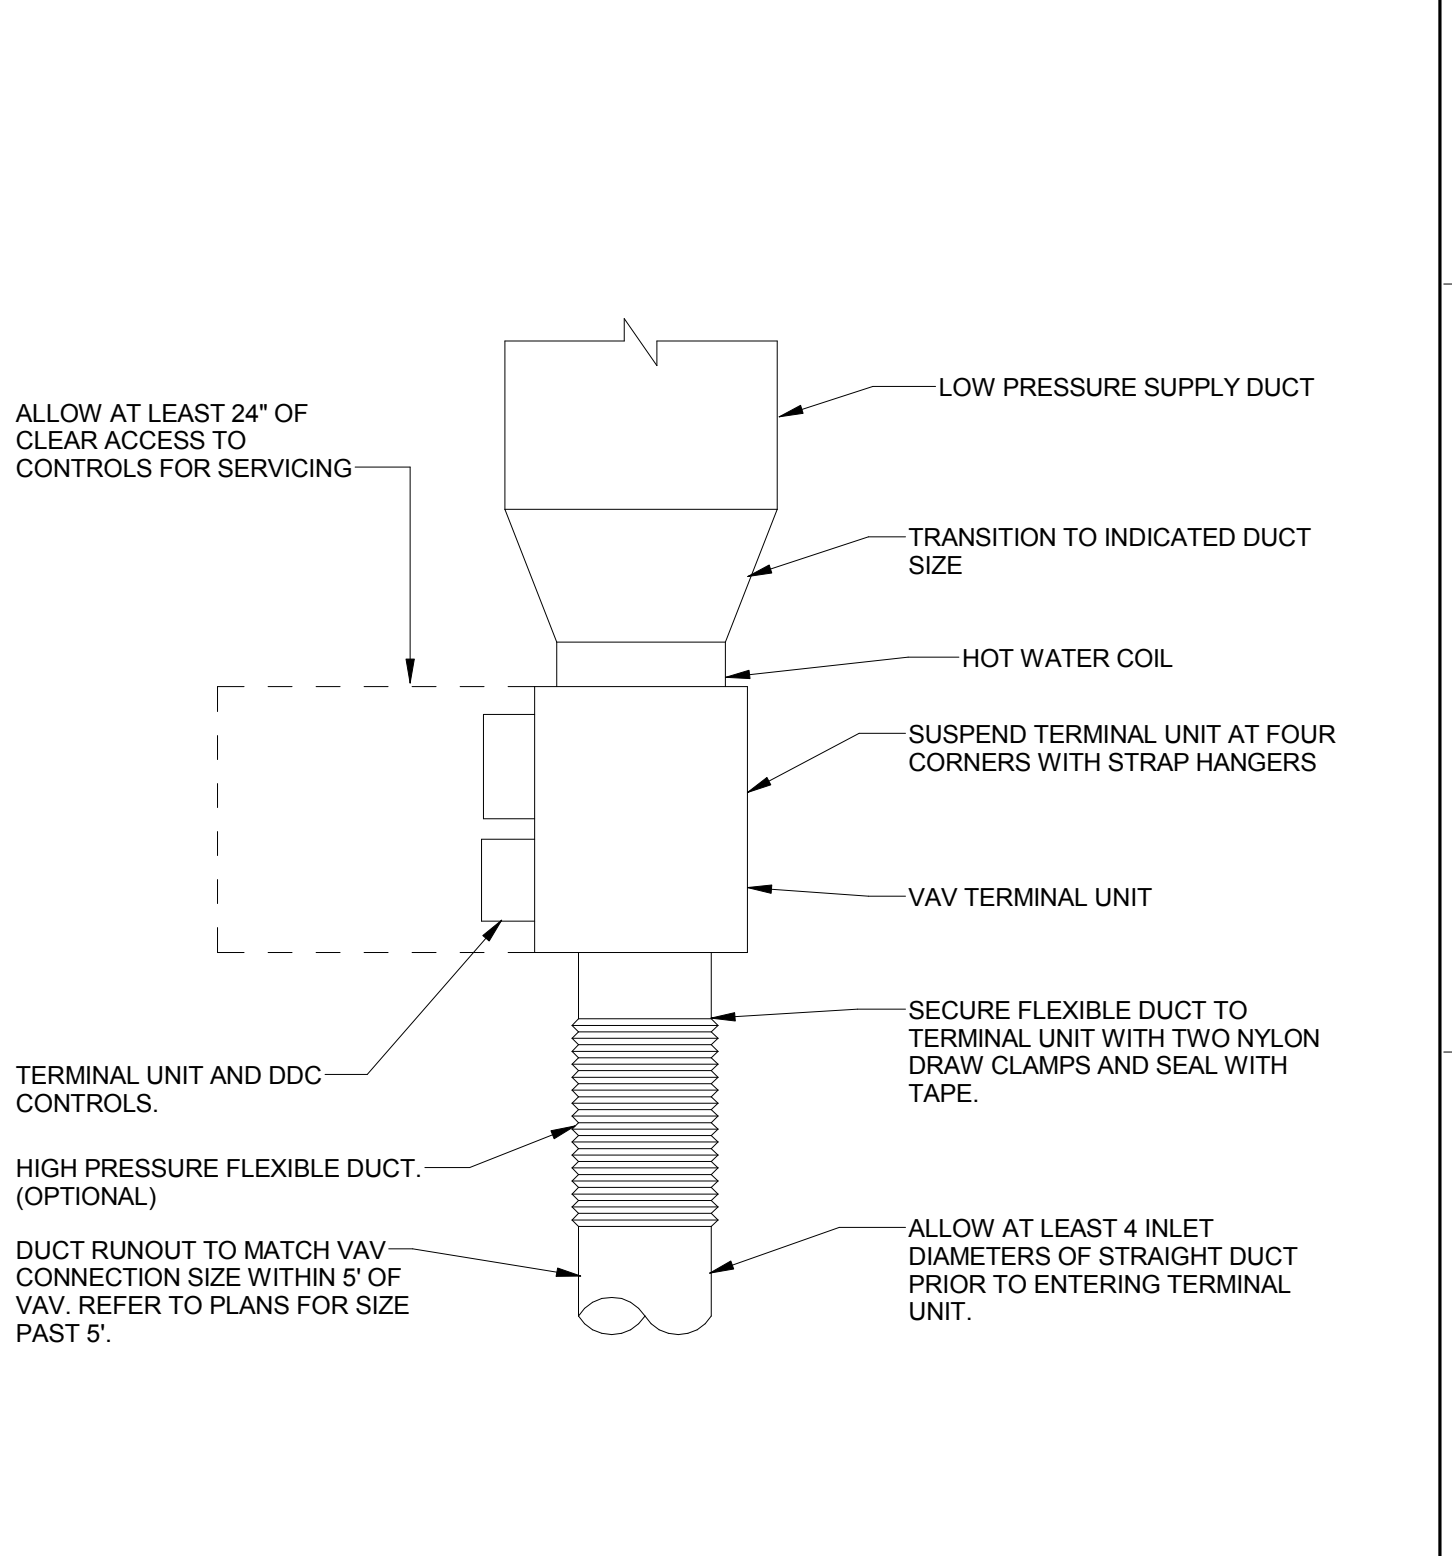 LOW PRESSURE SUPPLY DUCT
ALLOW AT LEAST 24" OF
CLEAR ACCESS TO
CONTROLS FOR SERVICING
TRANSITION TO INDICATED DUCT
SIZE
HOT WATER COIL
SUSPEND TERMINAL UNIT AT FOUR
CORNERS WITH STRAP HANGERS
VAV TERMINAL UNIT
SECURE FLEXIBLE DUCT TO
TERMINAL UNIT WITH TWO NYLON
DRAW CLAMPS AND SEAL WITH
TAPE.
TERMINAL UNIT AND DDC
CONTROLS.
HIGH PRESSURE FLEXIBLE DUCT.
(OPTIONAL)
DUCT RUNOUT TO MATCH VAV
CONNECTION SIZE WITHIN 5' OF
VAV. REFER TO PLANS FOR SIZE
PAST 5'.
ALLOW AT LEAST 4 INLET
DIAMETERS OF STRAIGHT DUCT
PRIOR TO ENTERING TERMINAL
UNIT.